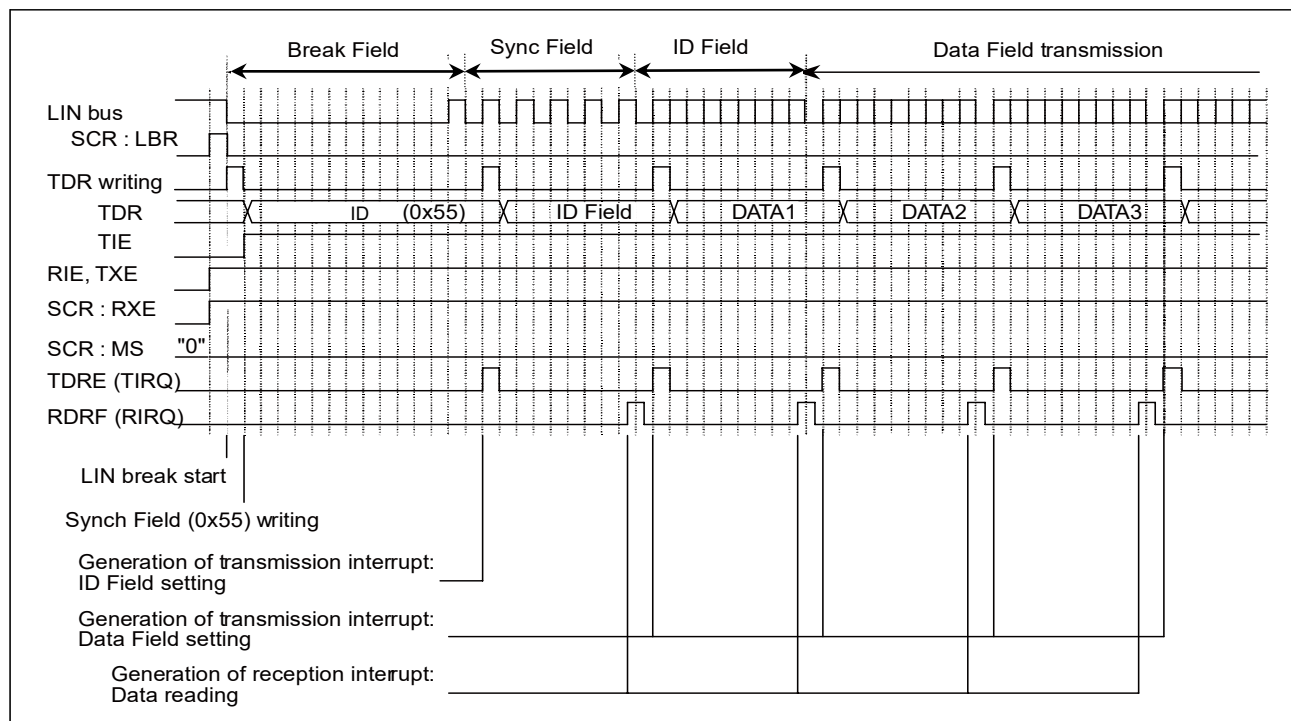 Break Field Sync Field ID Field Data Field transmission
LIN bus
SCR : LBR
TDR writing
TDR ID (0x55) ID Field DATA1 DATA2 DATA3
TIE
RIE, TXE
SCR : RXE
SCR : MS "0"
TDRE (TIRQ)
RDRF (RIRQ)
LIN break start
Synch Field (0x55) writing
Generation of transmission interrupt:
ID Field setting
Generation of transmission interrupt:
Data Field setting
Generation of reception interrupt:
Data reading